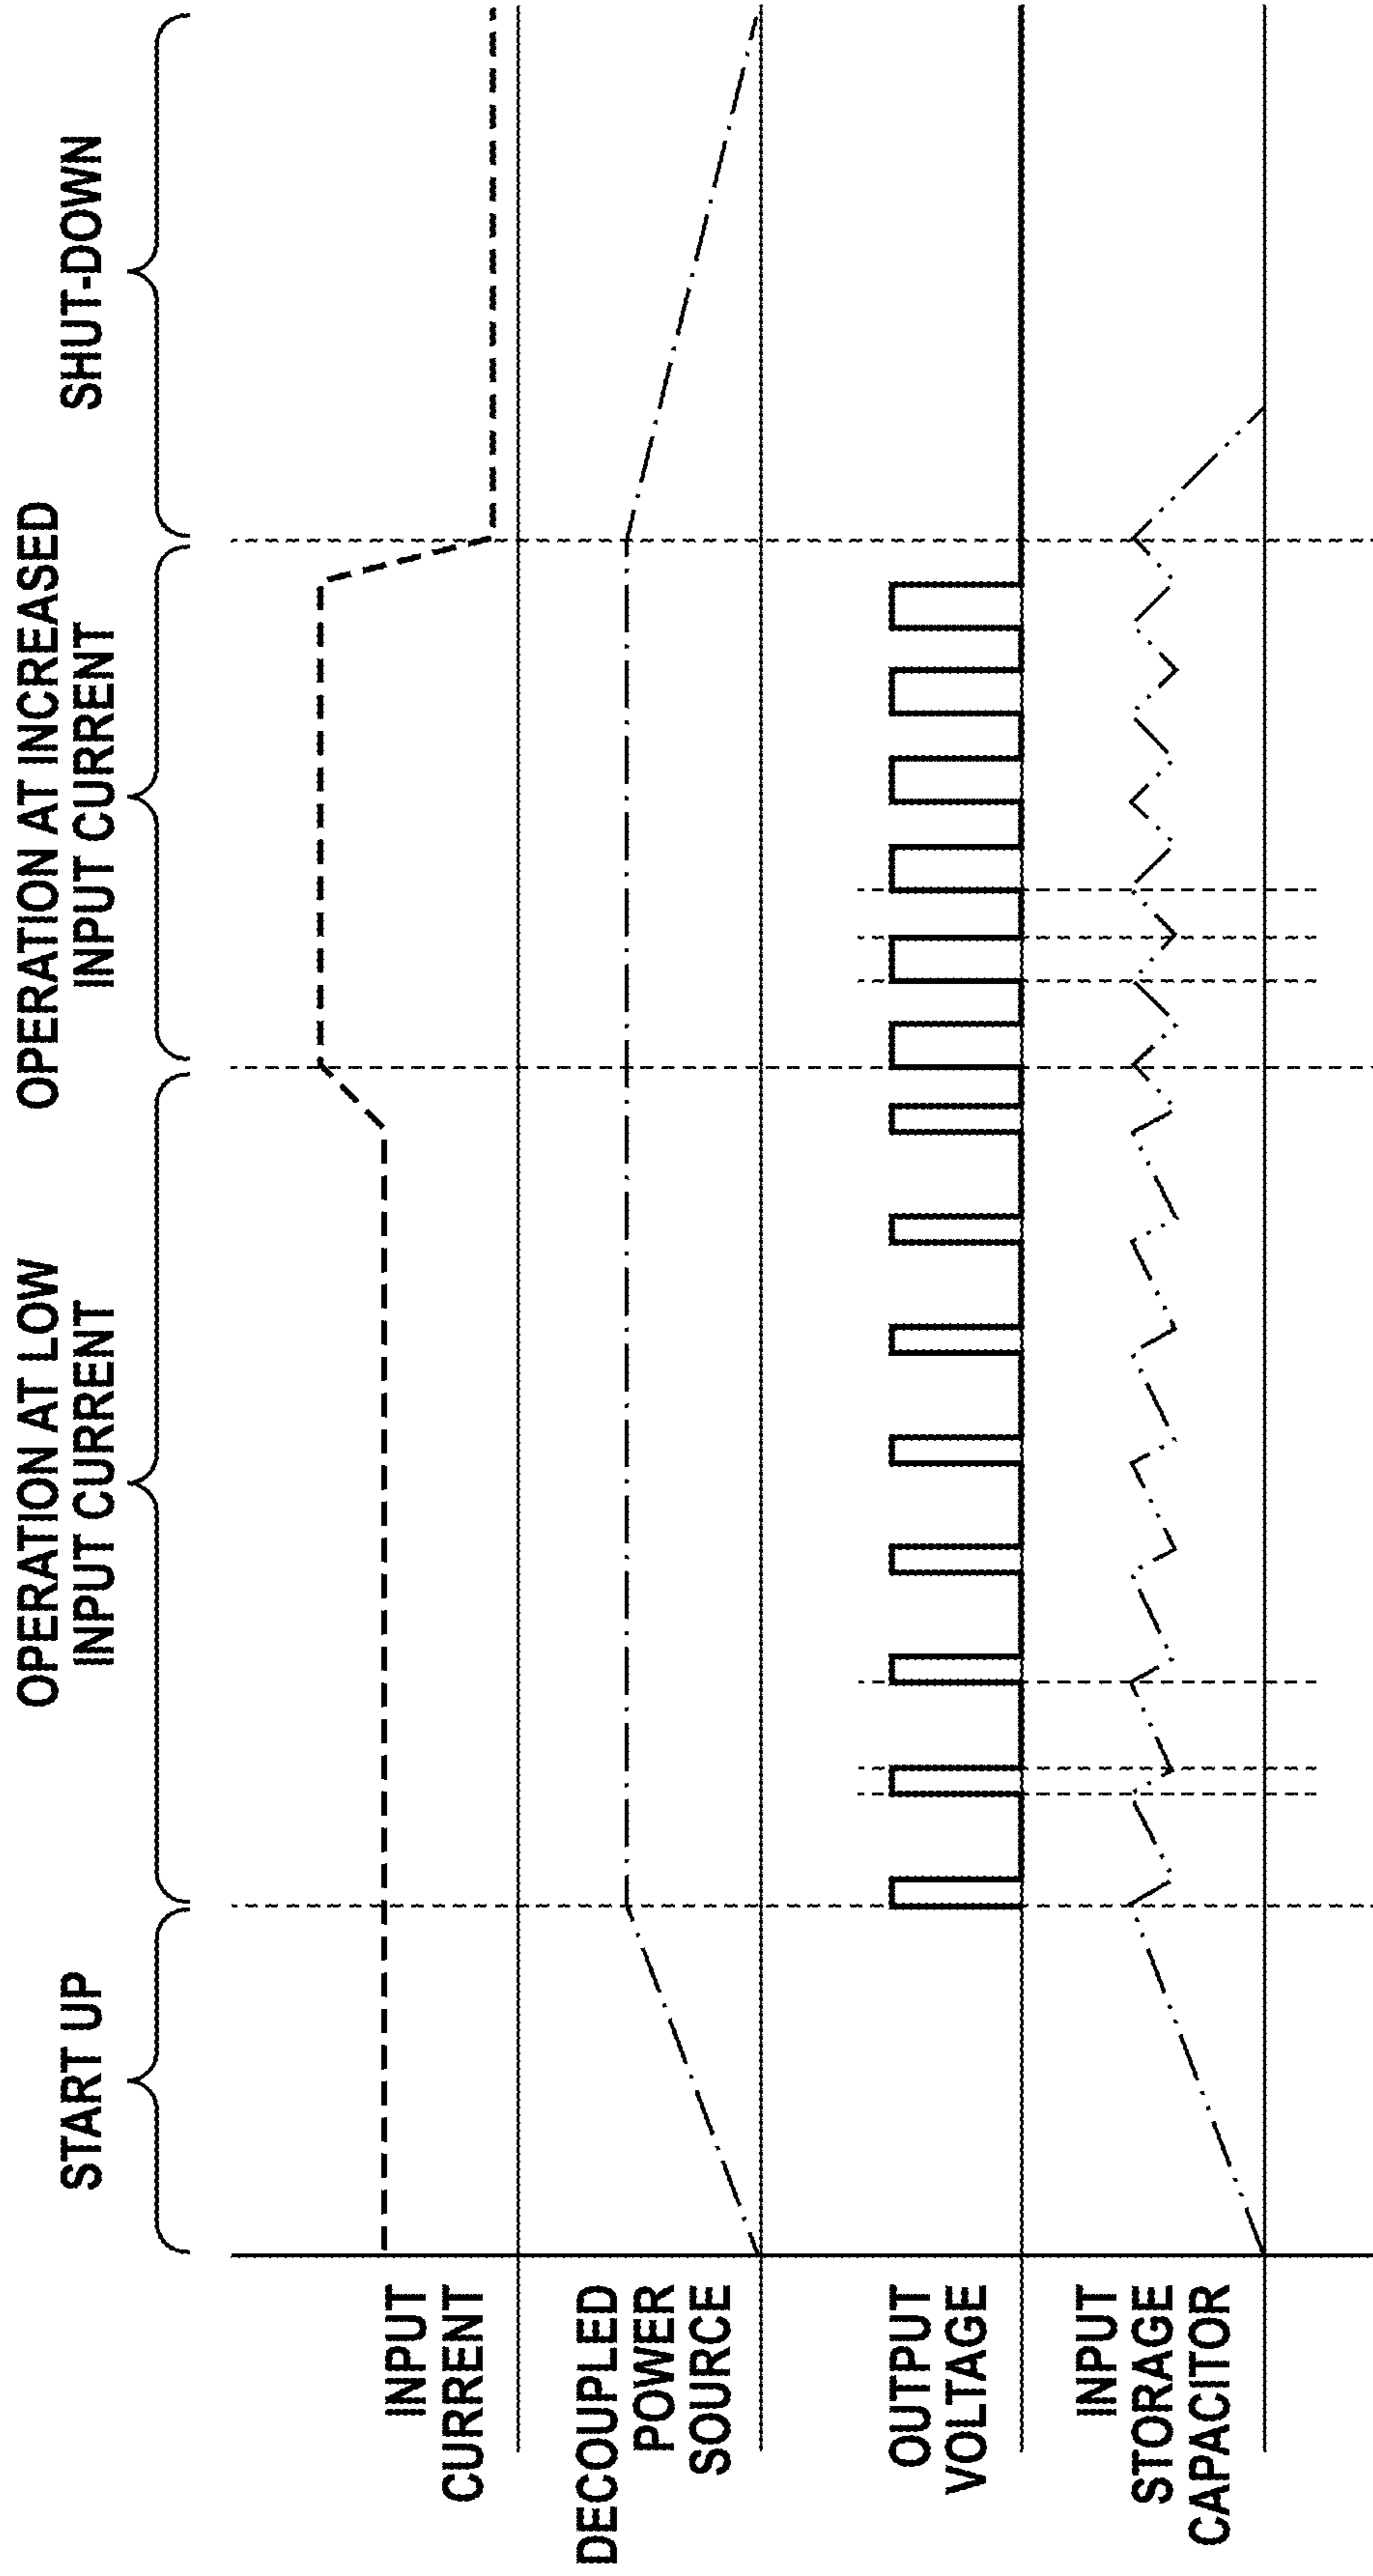 START UP
OPERATION AT LOW
INPUT CURRENT
OPERATION AT INCREASED
INPUT CURRENT
SHUT-DOWN
INPUT
CURRENT
DECOUPLED
POWER
SOURCE
OUTPUT
VOLTAGE
INPUT
STORAGE
CAPACITOR